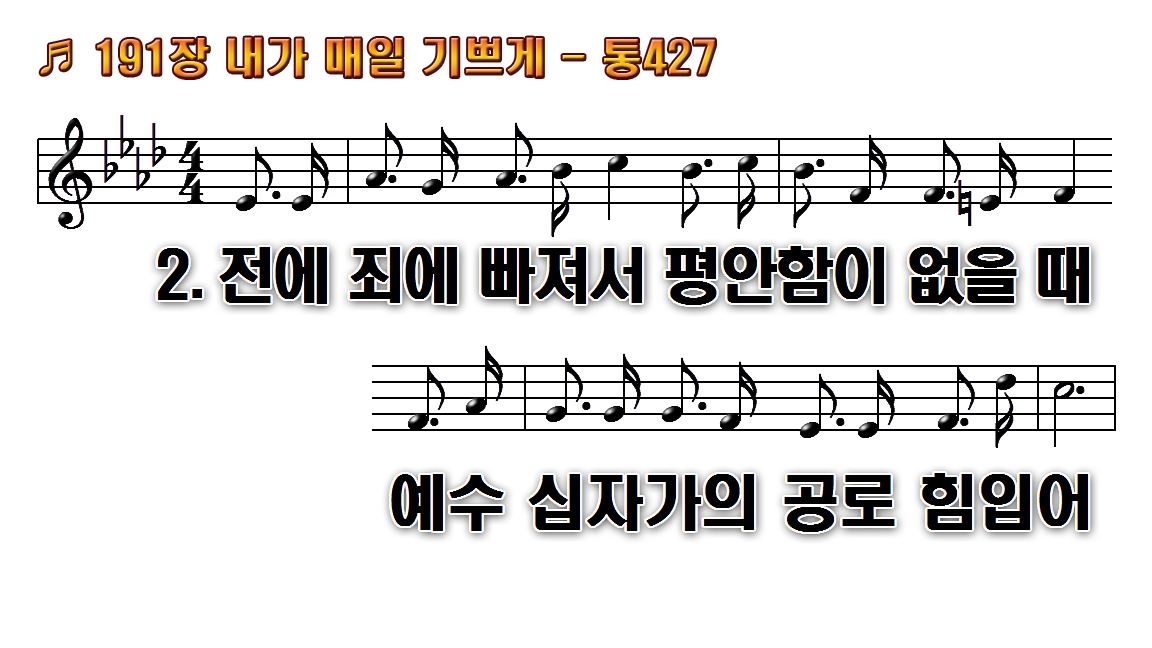 ♬ 191장 내가 매일 기쁘게 - 통427
4
4
2. 전에 죄에 빠져서 평안함이 없을 때
예수 십자가의 공로 힘입어